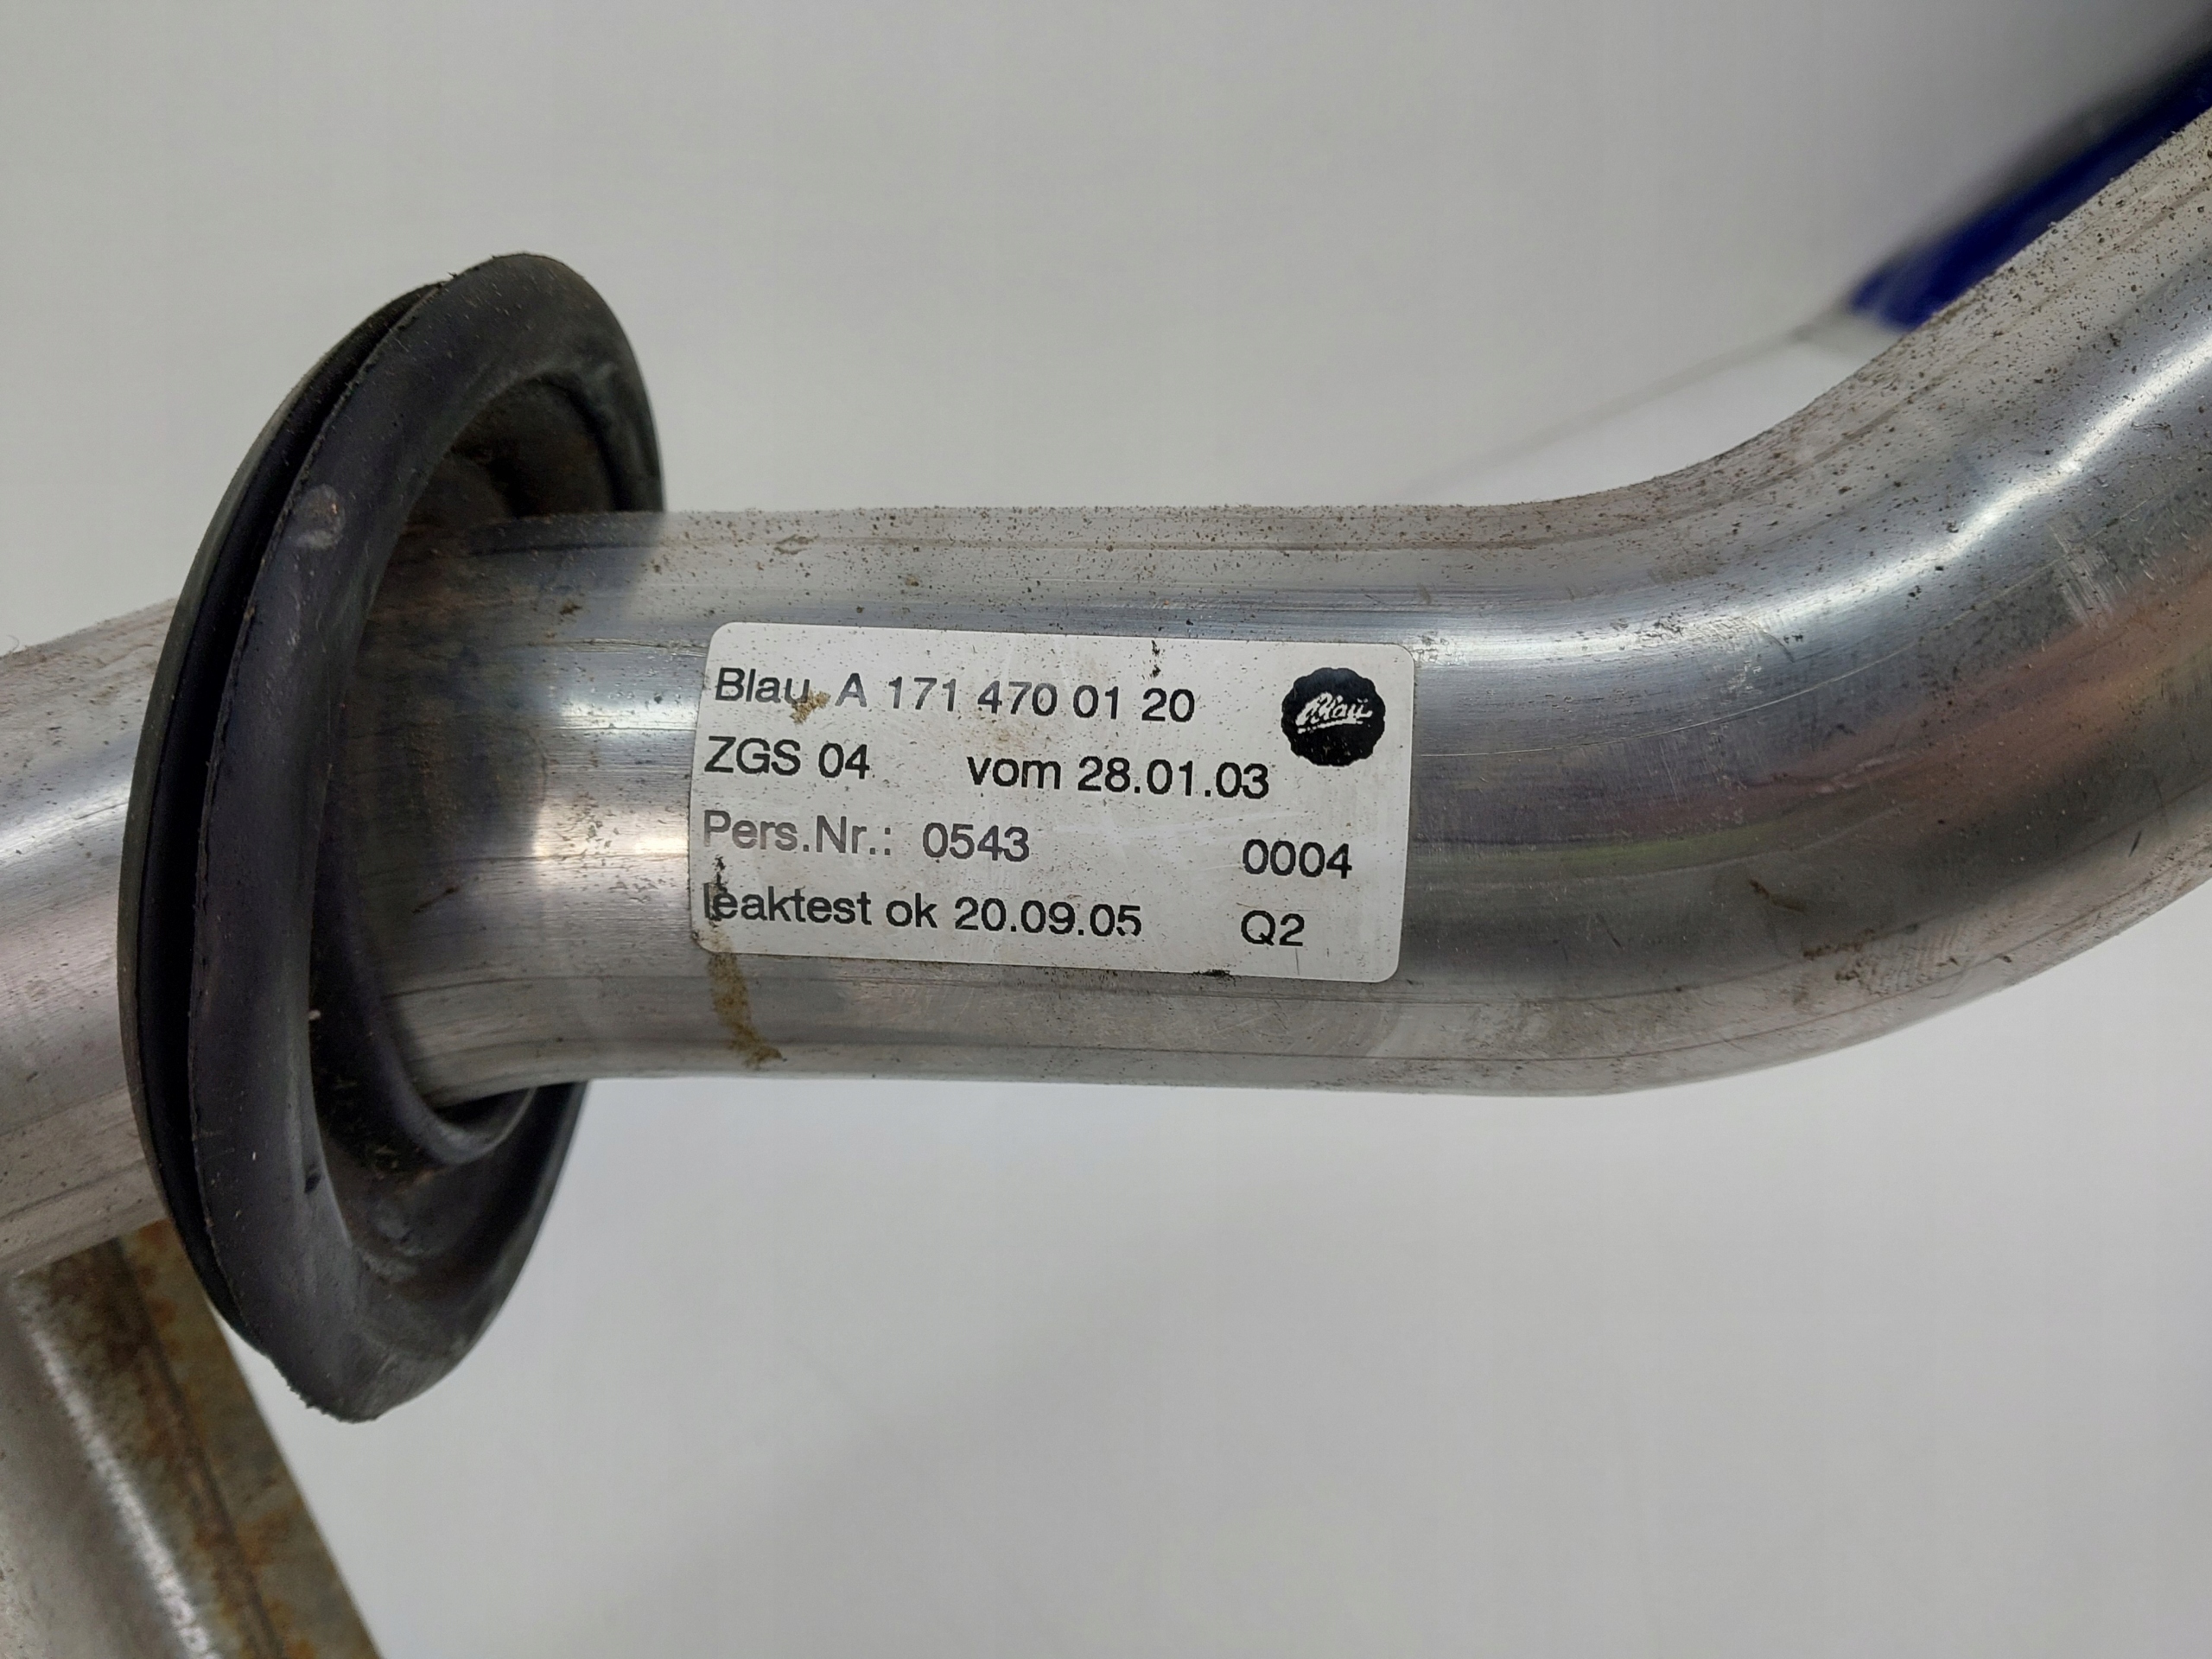 Blau A 171 470 01 20
Blau
ZGS 04 vom 28.01.03
Pers.Nr.: 0543 0004
leaktest ok 20.09.05 Q2